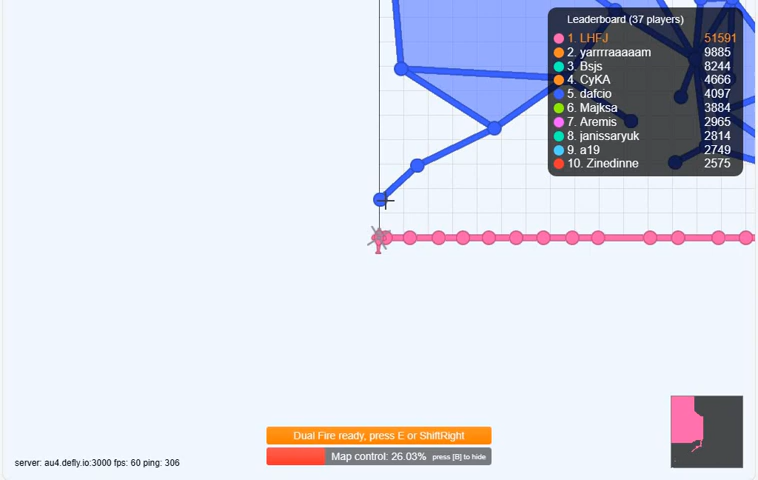 Leaderboard (37 players)
1. LHFJ 51591
2. yarrrraaaaam 9885
3. Bsjs 8244
4. CyKA 4666
5. dafcio 4097
6. Majksa 3884
7. Aremis 2965
8. janissaryuk 2814
9. a19 2749
10. Zinedinne 2575
Dual Fire ready, press E or ShiftRight
Map control: 26.03% press [B] to hide
server: au4.defly.io:3000 fps: 60 ping: 306